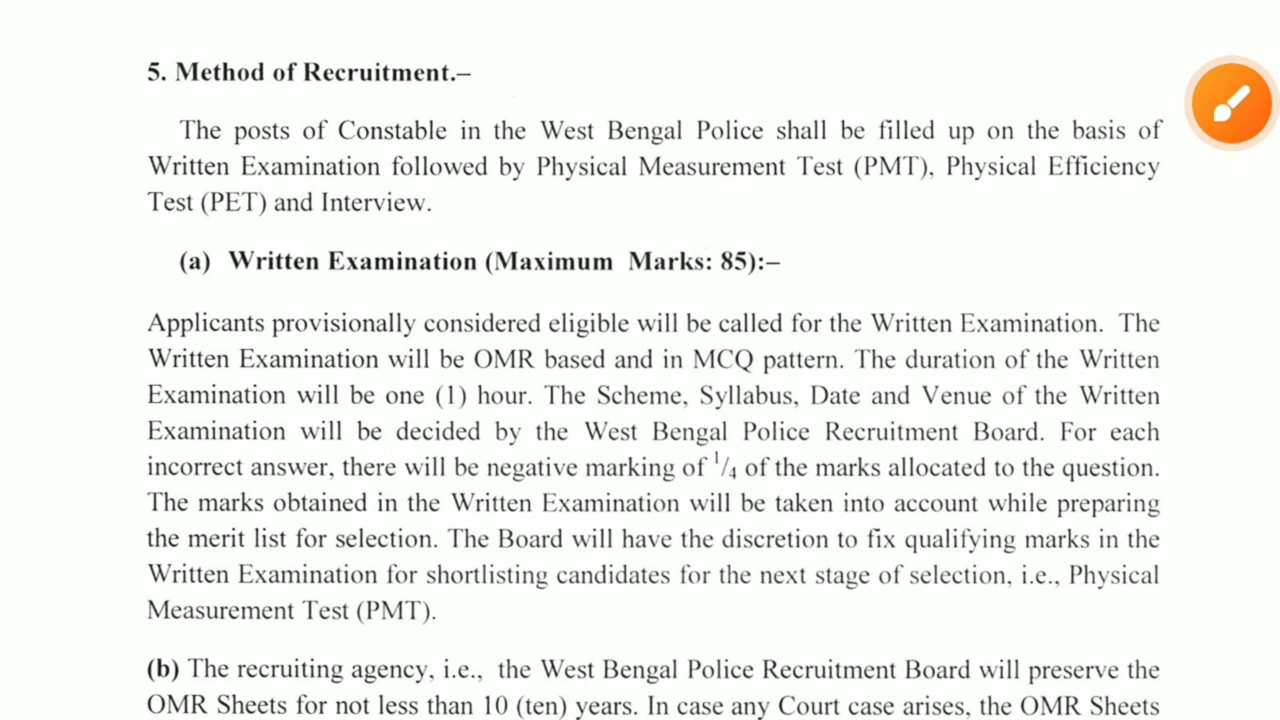 5. Method of Recruitment.–
The posts of Constable in the West Bengal Police shall be filled up on the basis of
Written Examination followed by Physical Measurement Test (PMT), Physical Efficiency
Test (PET) and Interview.
(a) Written Examination (Maximum Marks: 85):–
Applicants provisionally considered eligible will be called for the Written Examination. The
Written Examination will be OMR based and in MCQ pattern. The duration of the Written
Examination will be one (1) hour. The Scheme, Syllabus, Date and Venue of the Written
Examination will be decided by the West Bengal Police Recruitment Board. For each
incorrect answer, there will be negative marking of 1/4 of the marks allocated to the question.
The marks obtained in the Written Examination will be taken into account while preparing
the merit list for selection. The Board will have the discretion to fix qualifying marks in the
Written Examination for shortlisting candidates for the next stage of selection, i.e., Physical
Measurement Test (PMT).
(b) The recruiting agency, i.e., the West Bengal Police Recruitment Board will preserve the
OMR Sheets for not less than 10 (ten) years. In case any Court case arises, the OMR Sheets